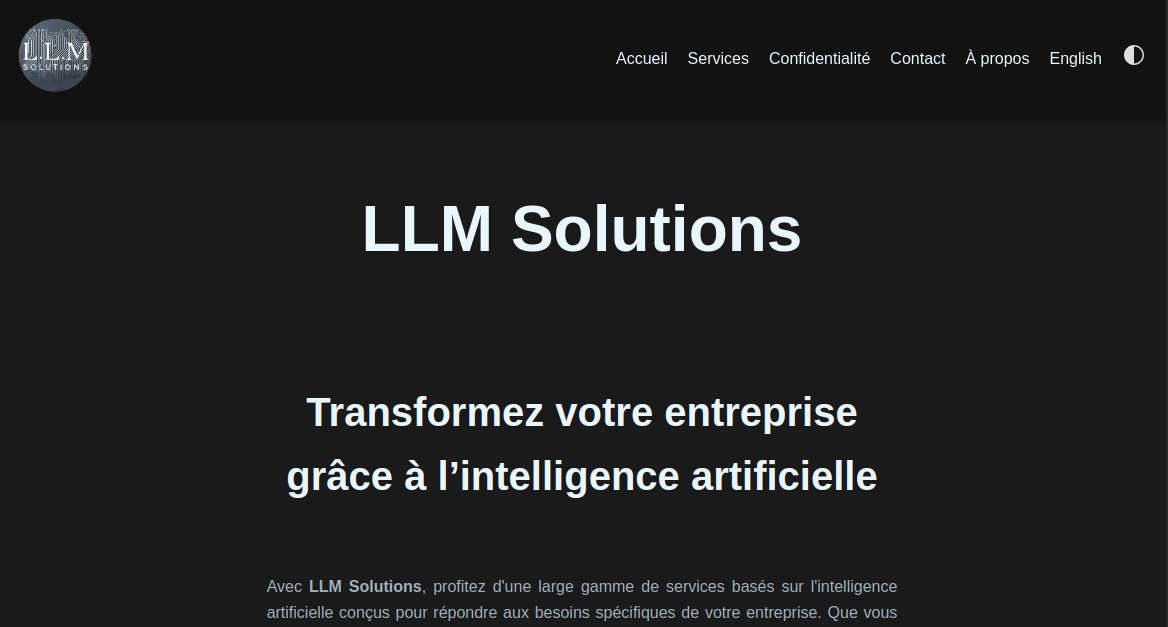 L.L.M
SOLUTIONS
Accueil Services Confidentialité Contact À propos English
LLM Solutions
Transformez votre entreprise
grâce à l’intelligence artificielle
Avec LLM Solutions, profitez d'une large gamme de services basés sur l'intelligence
artificielle conçus pour répondre aux besoins spécifiques de votre entreprise. Que vous